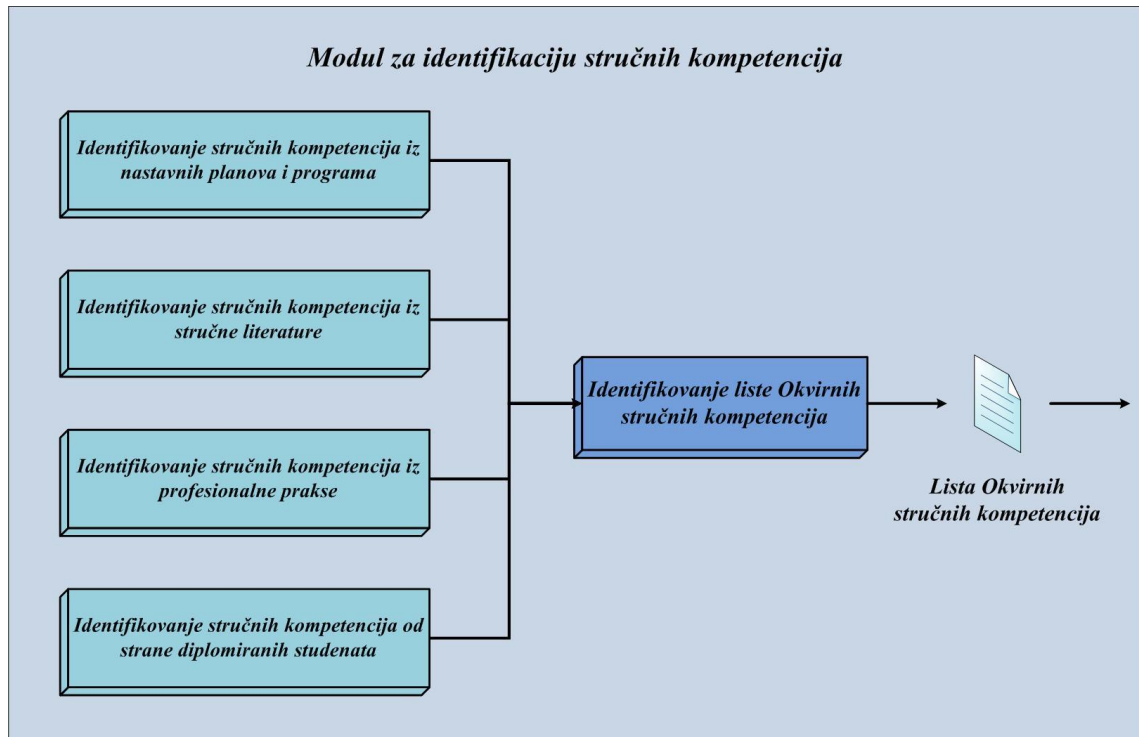 Modul za identifikaciju stručnih kompetencija
Identifikovanje stručnih kompetencija iz
nastavnih planova i programa
Identifikovanje stručnih kompetencija iz
stručne literature
Identifikovanje stručnih kompetencija iz
profesionalne prakse
Identifikovanje stručnih kompetencija od
strane diplomiranih studenata
Identifikovanje liste Okvirnih
stručnih kompetencija
Lista Okvirnih
stručnih kompetencija